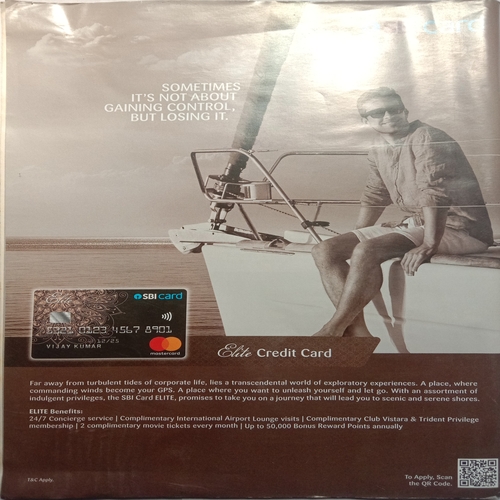 SOMETIMES
IT'S NOT ABOUT
GAINING CONTROL,
BUT LOSING IT.
SBI card
5321 0123 4567 8901
12/25
VIJAY KUMAR
mastercard
Elite Credit Card
Far away from turbulent tides of corporate life, lies a transcendental world of exploratory experiences. A place, where
commanding winds become your GPS. A place where you want to unleash yourself and let go. With an assortment of
indulgent privileges, the SBI Card ELITE, promises to take you on a journey that will lead you to scenic and serene shores.
ELITE Benefits:
24/7 Concierge service | Complimentary International Airport Lounge visits | Complimentary Club Vistara & Trident Privilege
membership | 2 complimentary movie tickets every month | Up to 50,000 Bonus Reward Points annually
T&C Apply.
To Apply, Scan
the QR Code.